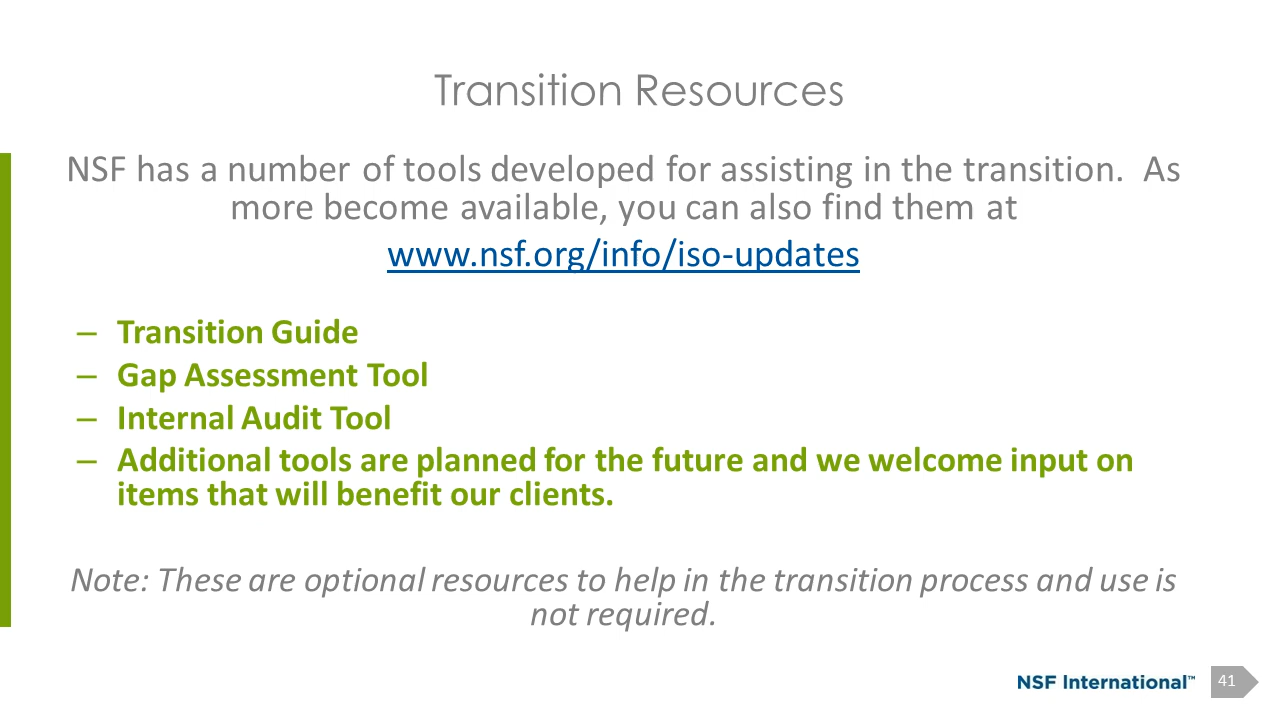 Transition Resources
NSF has a number of tools developed for assisting in the transition.  As
more become available, you can also find them at
www.nsf.org/info/iso-updates
– Transition Guide
– Gap Assessment Tool
– Internal Audit Tool
– Additional tools are planned for the future and we welcome input on
items that will benefit our clients.
Note: These are optional resources to help in the transition process and use is
not required.
NSF International™
41